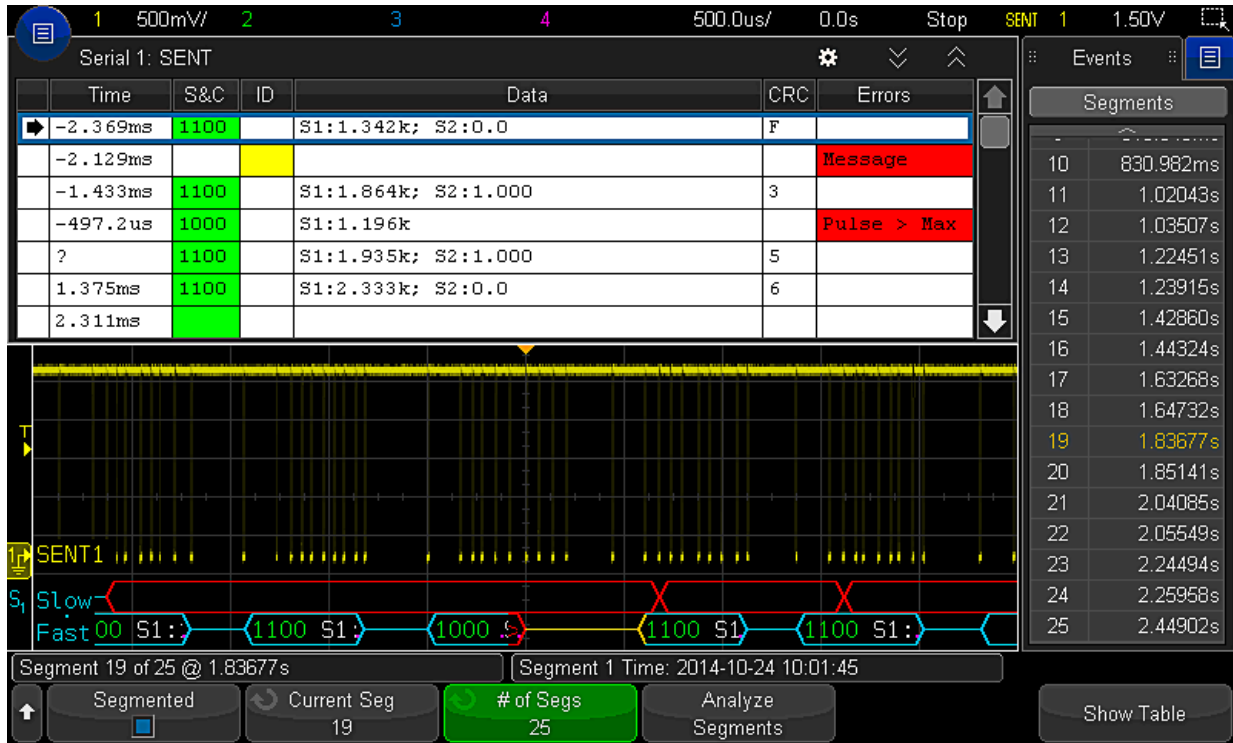 1 500mV/ 2 3 4 500.0us/ 0.0s Stop SENT 1 1.50V
Serial 1: SENT
Time S&C ID Data CRC Errors
-2.369ms 1100 S1:1.342k; S2:0.0 F
-2.129ms Message
-1.433ms 1100 S1:1.864k; S2:1.000 3
-497.2us 1000 S1:1.196k Pulse > Max
? 1100 S1:1.935k; S2:1.000 5
1.375ms 1100 S1:2.333k; S2:0.0 6
2.311ms
Events
Segments
10 830.982ms
11 1.02043s
12 1.03507s
13 1.22451s
14 1.23915s
15 1.42860s
16 1.44324s
17 1.63268s
18 1.64732s
19 1.83677s
20 1.85141s
21 2.04085s
22 2.05549s
23 2.24494s
24 2.25958s
25 2.44902s
T
1 SENT1
S1 Slow
Fast 00 S1: 1100 S1: 1000 1100 S1 1100 S1:
Segment 19 of 25 @ 1.83677s Segment 1 Time: 2014-10-24 10:01:45
Segmented
Current Seg
19
# of Segs
25
Analyze
Segments
Show Table